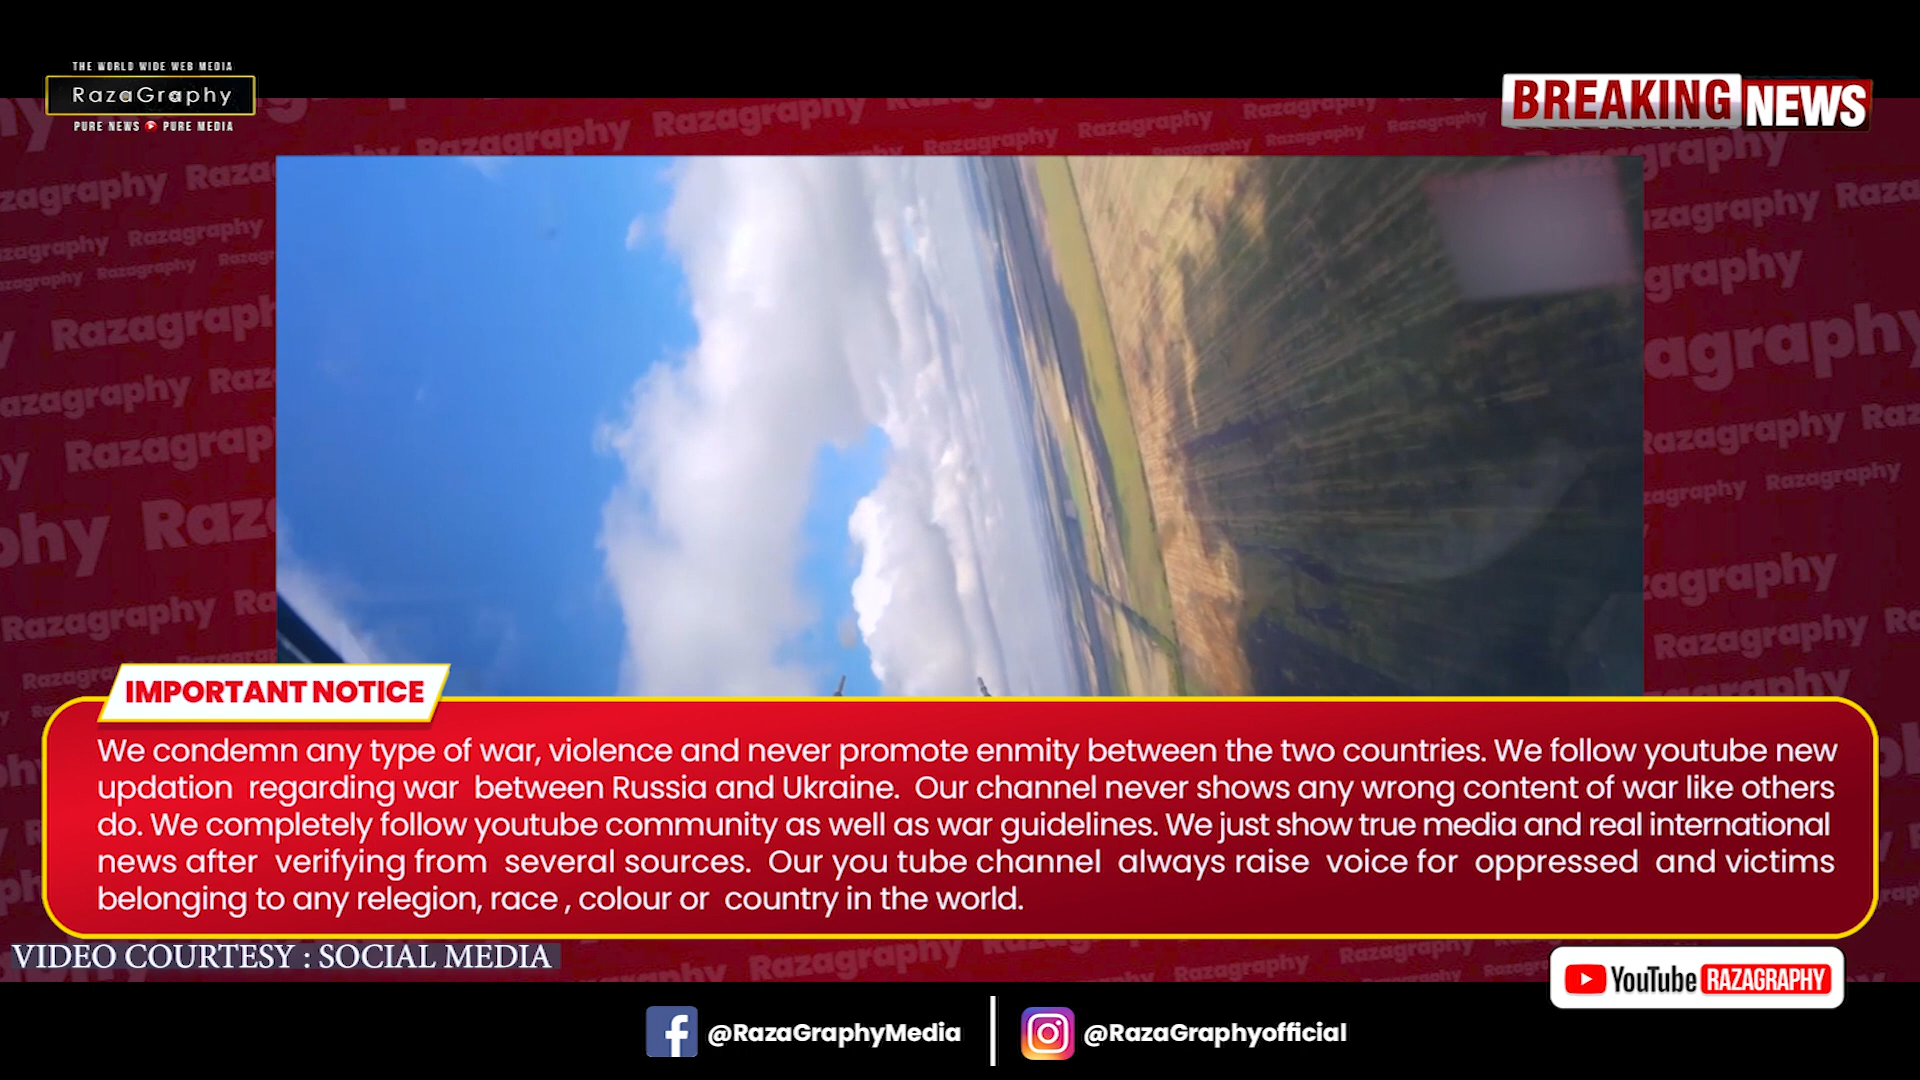 THE WORLD WIDE WEB MEDIA
RazaGraphy
PURE NEWS PURE MEDIA
BREAKING NEWS
IMPORTANT NOTICE
We condemn any type of war, violence and never promote enmity between the two countries. We follow youtube new
updation regarding war between Russia and Ukraine. Our channel never shows any wrong content of war like others
do. We completely follow youtube community as well as war guidelines. We just show true media and real international
news after verifying from several sources. Our you tube channel always raise voice for oppressed and victims
belonging to any relegion, race , colour or country in the world.
VIDEO COURTESY : SOCIAL MEDIA
YouTube RAZAGRAPHY
@RazaGraphyMedia
@RazaGraphyofficial